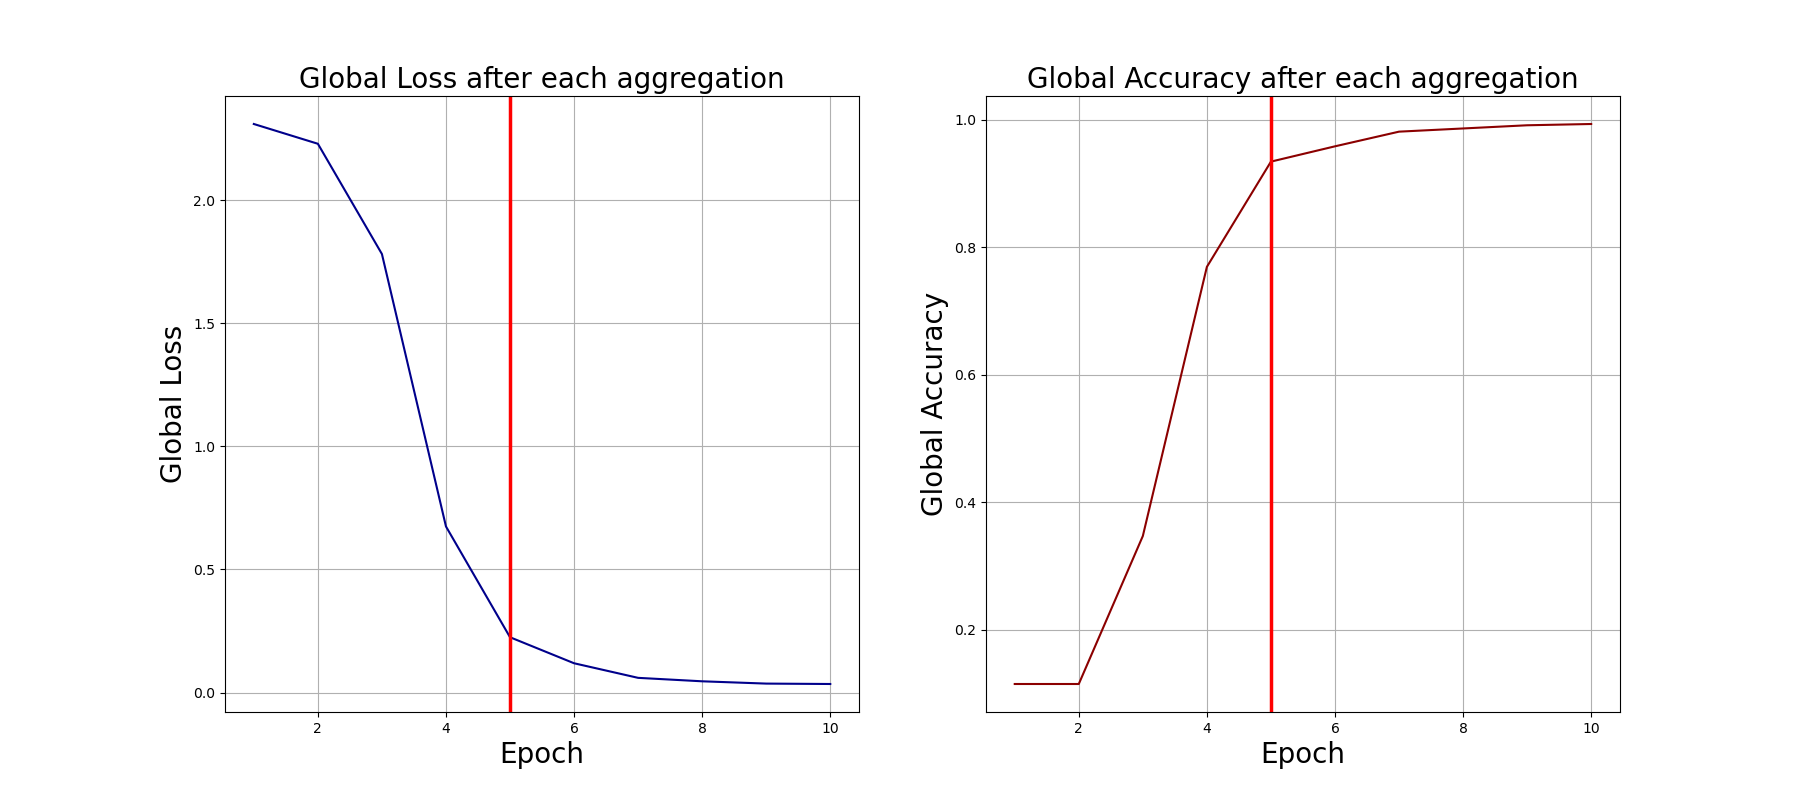 Global Loss after each aggregation
Global Loss
2.0
1.5
1.0
0.5
0.0
2 4 6 8 10
Epoch
Global Accuracy after each aggregation
Global Accuracy
1.0
0.8
0.6
0.4
0.2
2 4 6 8 10
Epoch